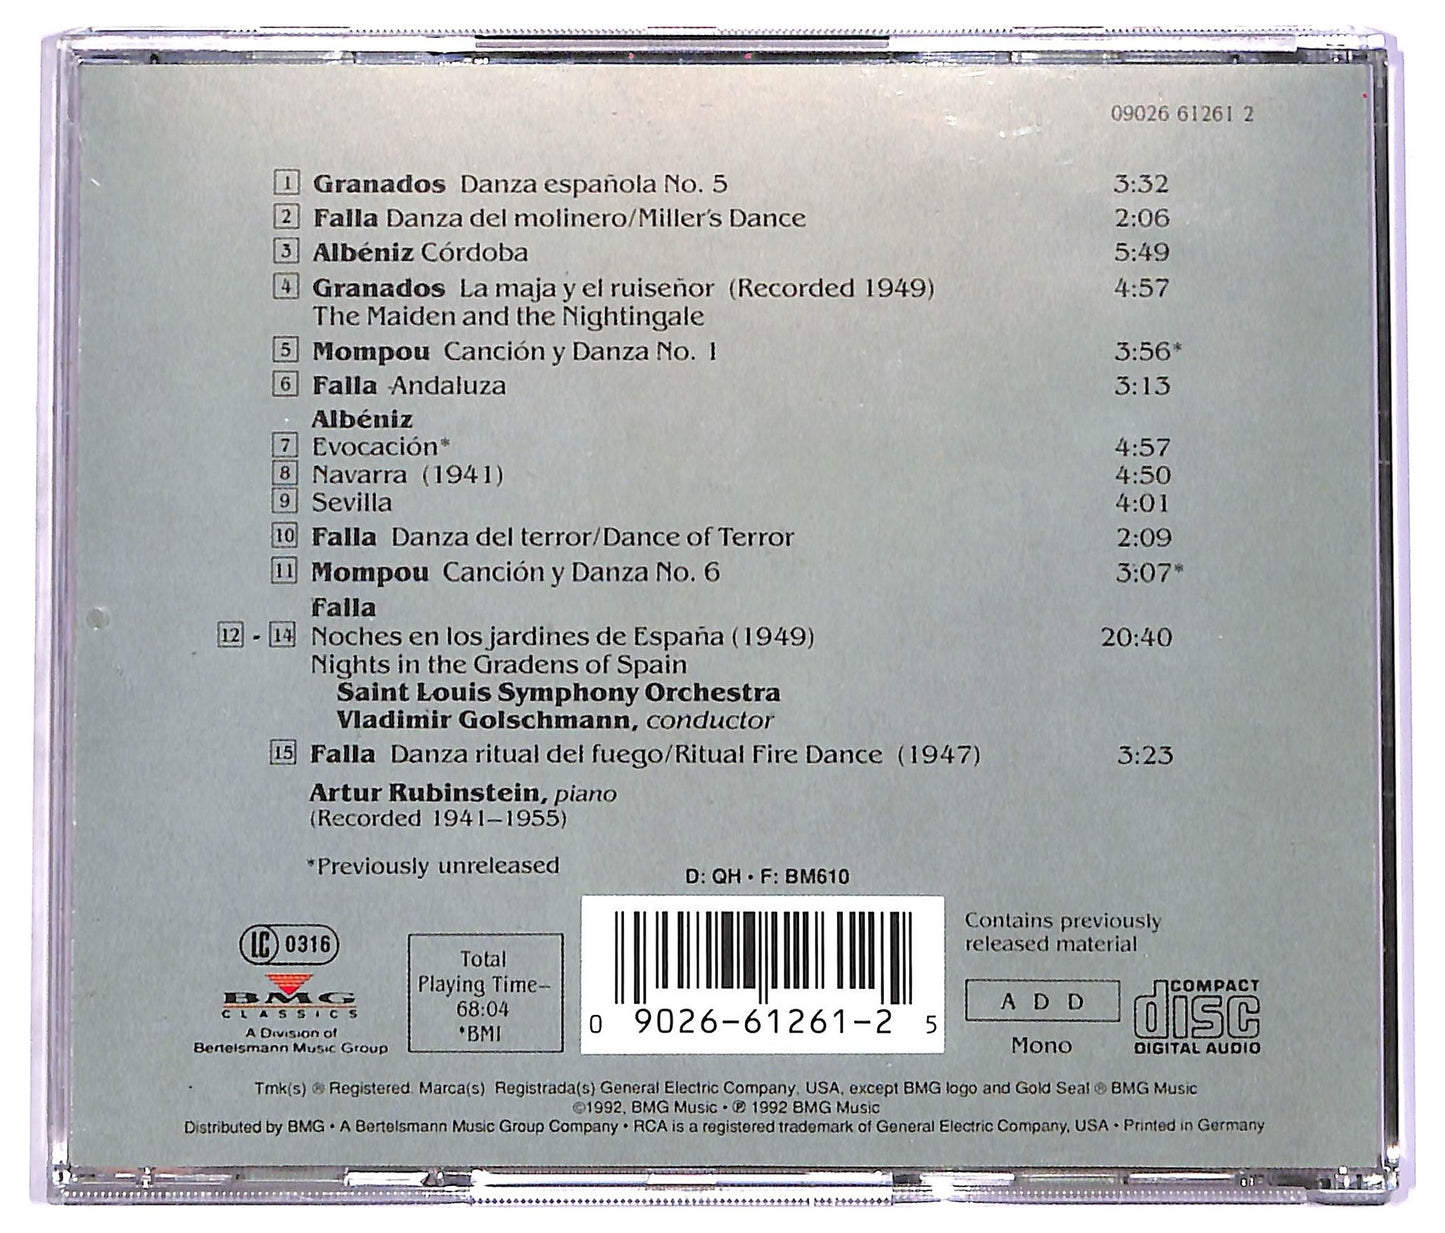 09026 61261 2
1 Granados Danza española No. 5 3:32
2 Falla Danza del molinero/Miller's Dance 2:06
3 Albéniz Córdoba 5:49
4 Granados La maja y el ruiseñor (Recorded 1949) 4:57
The Maiden and the Nightingale
5 Mompou Canción y Danza No. 1 3:56*
6 Falla Andaluza 3:13
Albéniz
7 Evocación* 4:57
8 Navarra (1941) 4:50
9 Sevilla 4:01
10 Falla Danza del terror/Dance of Terror 2:09
11 Mompou Canción y Danza No. 6 3:07*
Falla
12 - 14 Noches en los jardines de España (1949) 20:40
Nights in the Gradens of Spain
Saint Louis Symphony Orchestra
Vladimir Golschmann, conductor
15 Falla Danza ritual del fuego/Ritual Fire Dance (1947) 3:23
Artur Rubinstein, piano
(Recorded 1941–1955)
*Previously unreleased
D: QH • F: BM610
LC 0316
BMG
CLASSICS
A Division of
Bertelsmann Music Group
Total
Playing Time–
68:04
*BMI
0 9026-61261-2 5
Contains previously
released material
A D D
Mono
COMPACT
disc
DIGITAL AUDIO
Tmk(s) ® Registered. Marca(s) Registrada(s) General Electric Company, USA, except BMG logo and Gold Seal ® BMG Music
©1992, BMG Music • ℗ 1992 BMG Music
Distributed by BMG • A Bertelsmann Music Group Company • RCA is a registered trademark of General Electric Company, USA • Printed in Germany